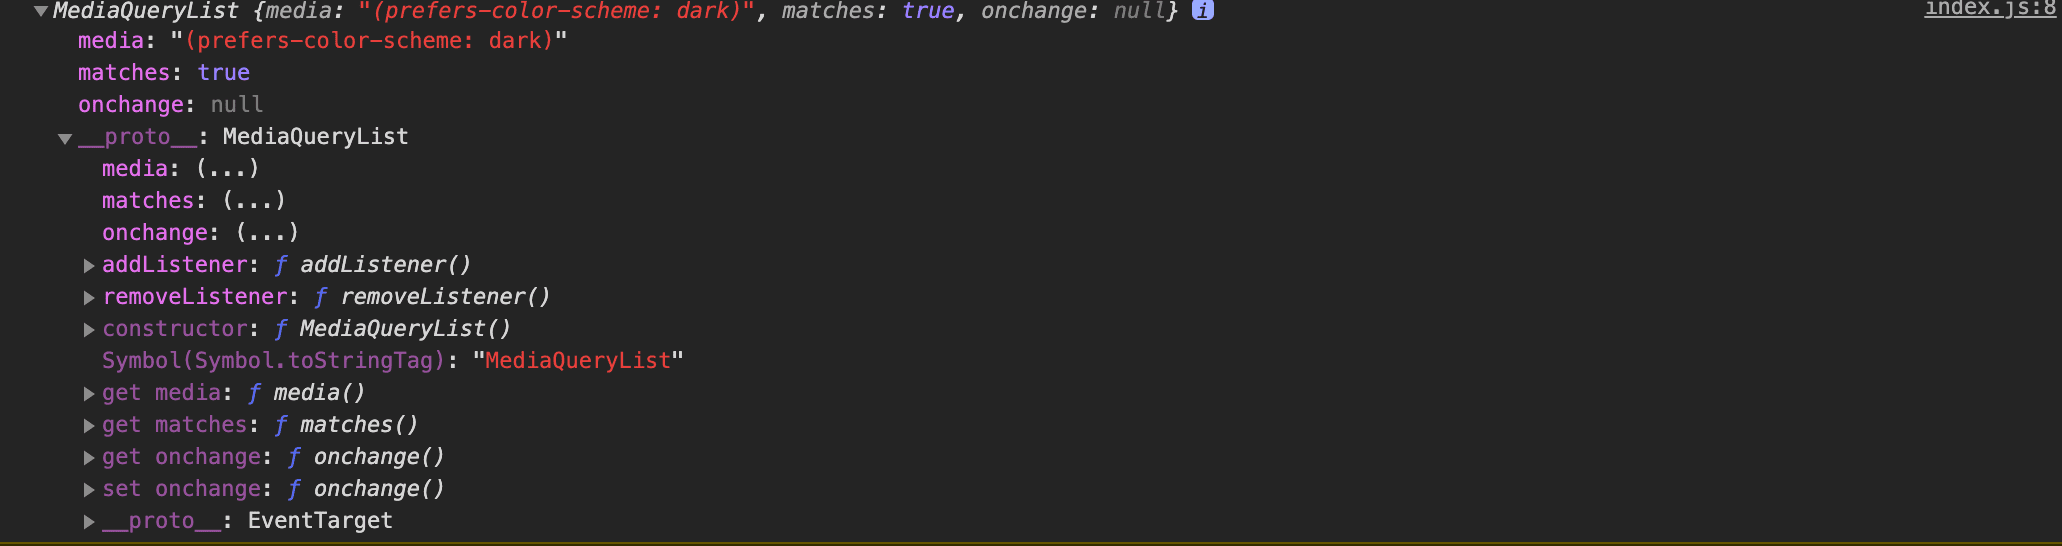 MediaQueryList {media: "(prefers-color-scheme: dark)", matches: true, onchange: null} i index.js:8
media: "(prefers-color-scheme: dark)"
matches: true
onchange: null
__proto__: MediaQueryList
media: (...)
matches: (...)
onchange: (...)
addListener: ƒ addListener()
removeListener: ƒ removeListener()
constructor: ƒ MediaQueryList()
Symbol(Symbol.toStringTag): "MediaQueryList"
get media: ƒ media()
get matches: ƒ matches()
get onchange: ƒ onchange()
set onchange: ƒ onchange()
__proto__: EventTarget